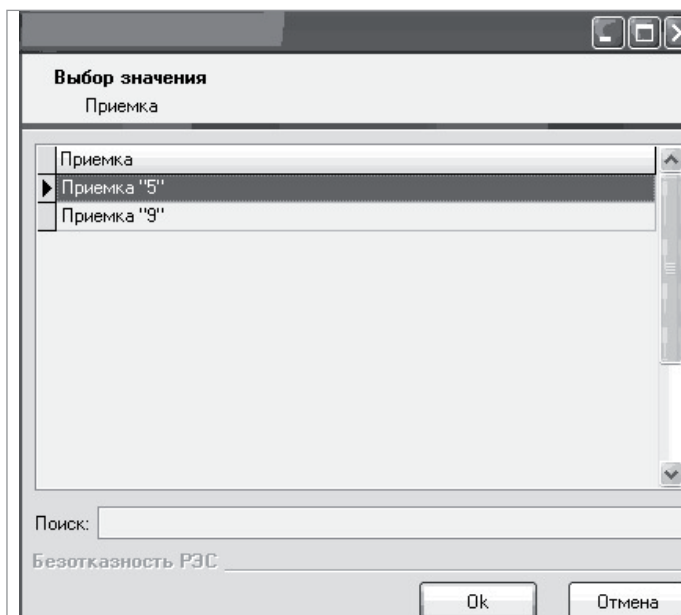 Выбор значения
Приемка
Приемка
Приемка "5"
Приемка "9"
Поиск:
Безотказность РЭС
Ok Отмена